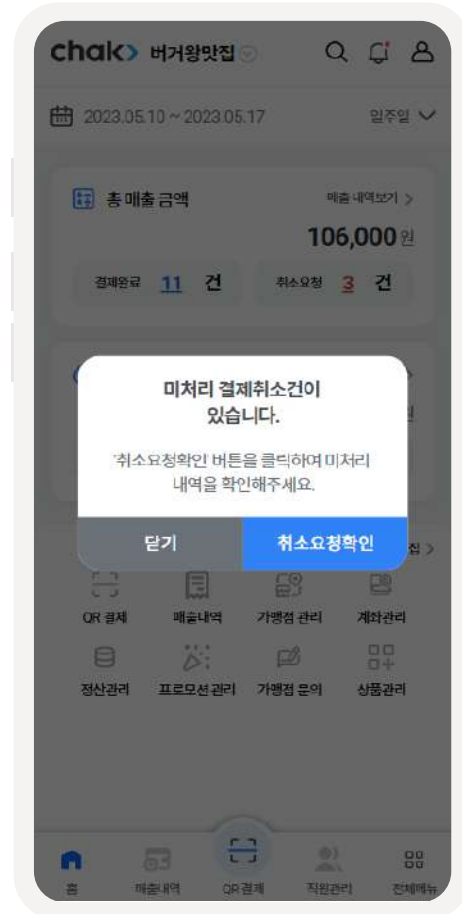 chak> 버거왕맛집
2023.05.10 ~ 2023.05.17 일주일
총 매출 금액 매출 내역보기 >
106,000 원
결제완료 11 건 취소요청 3 건
미처리 결제취소건이
있습니다.
'취소요청확인' 버튼을 클릭하여 미처리
내역을 확인해주세요.
닫기 취소요청확인
집 >
QR 결제 매출내역 가맹점 관리 계좌관리
정산관리 프로모션 관리 가맹점 문의 상품관리
홈 매출내역 QR 결제 직원관리 전체메뉴